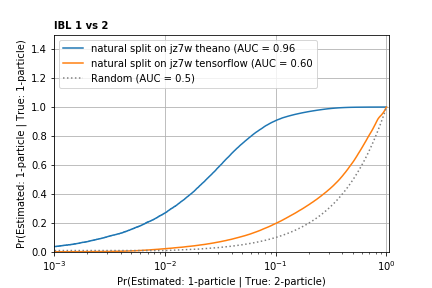 IBL 1 vs 2
natural split on jz7w theano (AUC = 0.96
natural split on jz7w tensorflow (AUC = 0.60
Random (AUC = 0.5)
Pr(Estimated: 1-particle | True: 1-particle)
1.4
1.2
1.0
0.8
0.6
0.4
0.2
0.0
10⁻³
10⁻²
10⁻¹
10⁰
Pr(Estimated: 1-particle | True: 2-particle)